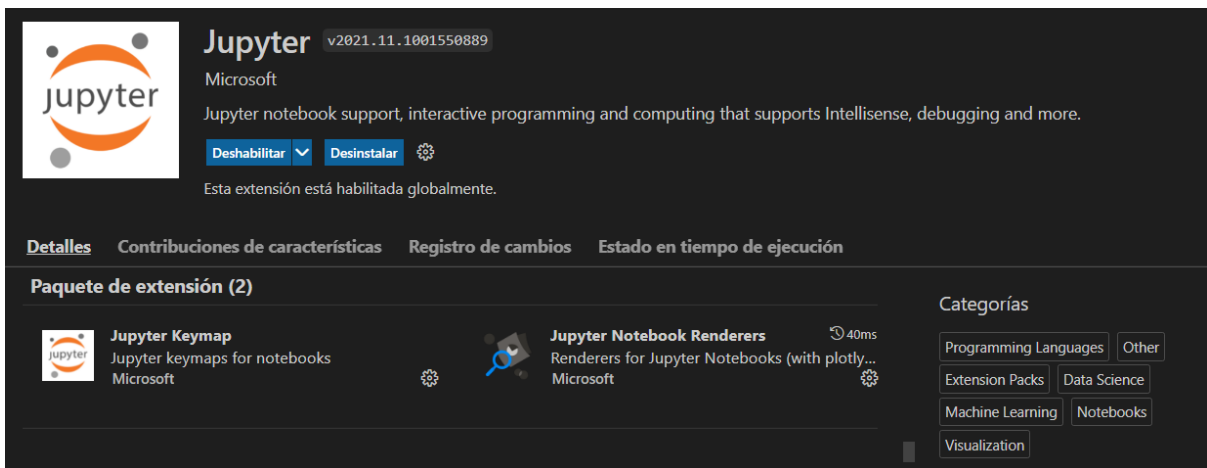 jupyter
Jupyter v2021.11.1001550889
Microsoft
Jupyter notebook support, interactive programming and computing that supports Intellisense, debugging and more.
Deshabilitar Desinstalar
Esta extensión está habilitada globalmente.
Detalles Contribuciones de características Registro de cambios Estado en tiempo de ejecución
Paquete de extensión (2)
jupyter
Jupyter Keymap
Jupyter keymaps for notebooks
Microsoft
Jupyter Notebook Renderers 40ms
Renderers for Jupyter Notebooks (with plotly...
Microsoft
Categorías
Programming Languages Other
Extension Packs Data Science
Machine Learning Notebooks
Visualization